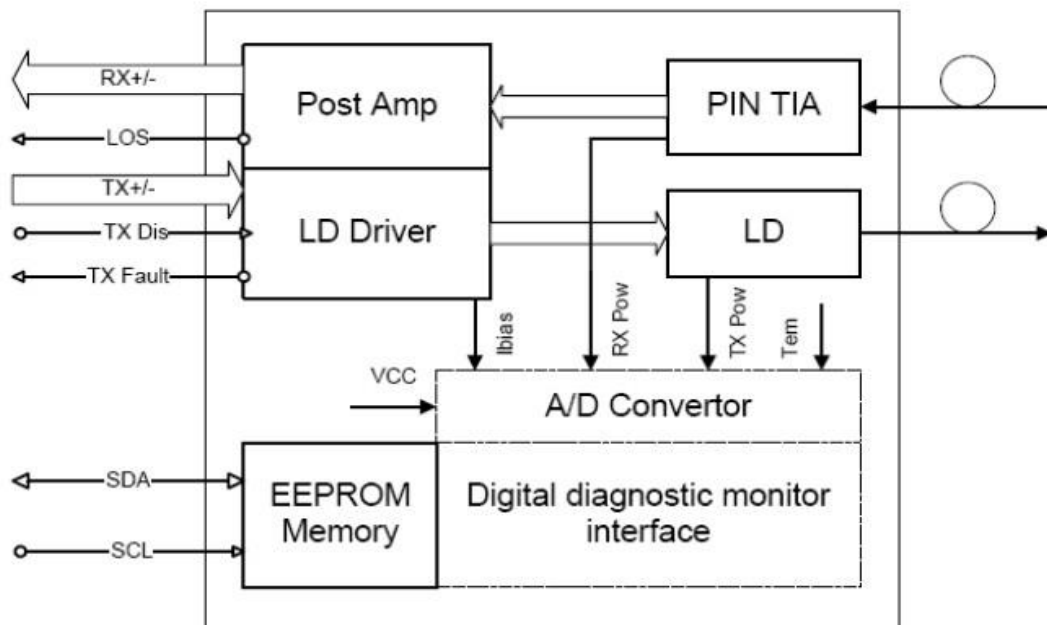 RX+/-
LOS
TX+/-
TX Dis
TX Fault
Post Amp
LD Driver
PIN TIA
LD
Ibias
RX Pow
TX Pow
Tem
VCC
A/D Convertor
SDA
SCL
EEPROM
Memory
Digital diagnostic monitor
interface